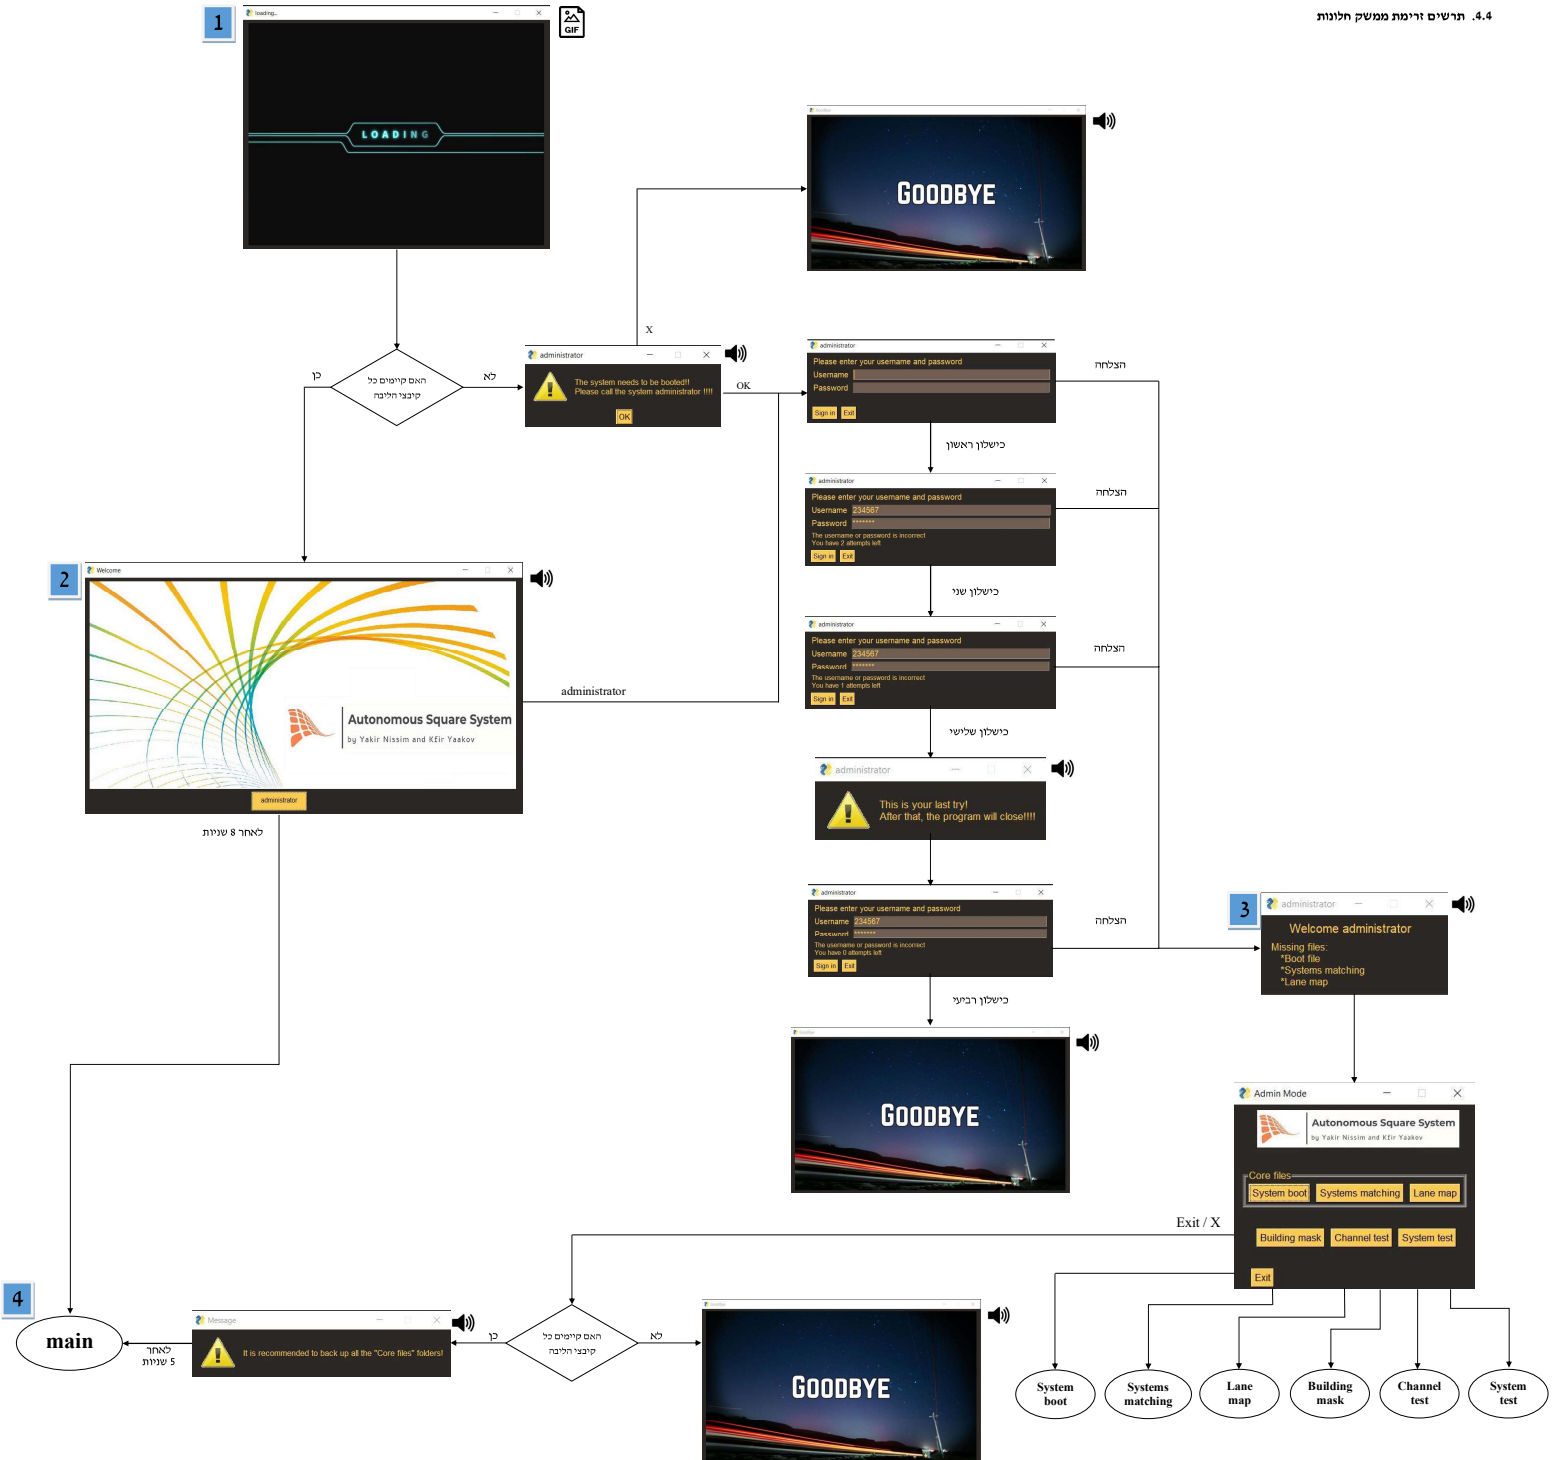 4.4. תרשים זרימת ממשק חלונות
1
loading...
GIF
LOADING
Goodbye
GOODBYE
X
האם קיימים כל
קיבצי הליבה
כן
לא
administrator
The system needs to be booted!!
Please call the system administrator !!!!
OK
OK
administrator
Please enter your username and password
Username
Password
Sign in Exit
הצלחה
כישלון ראשון
administrator
Please enter your username and password
Username 234567
Password *******
The username or password is incorrect
You have 2 attempts left
Sign in Exit
הצלחה
כישלון שני
administrator
Please enter your username and password
Username 234567
Password *******
The username or password is incorrect
You have 1 attempts left
Sign in Exit
הצלחה
כישלון שלישי
administrator
This is your last try!
After that, the program will close!!!!
administrator
Please enter your username and password
Username 234567
Password *******
The username or password is incorrect
You have 0 attempts left
Sign in Exit
הצלחה
כישלון רביעי
Goodbye
GOODBYE
2
Welcome
Autonomous Square System
by Yakir Nissim and Kfir Yaakov
administrator
administrator
לאחר 8 שניות
3
administrator
Welcome administrator
Missing files:
*Boot file
*Systems matching
*Lane map
Admin Mode
Autonomous Square System
by Yakir Nissim and Kfir Yaakov
Core files
System boot Systems matching Lane map
Building mask Channel test System test
Exit
Exit / X
האם קיימים כל
קיבצי הליבה
כן
לא
Goodbye
GOODBYE
Message
It is recommended to back up all the "Core files" folders!
לאחר
5 שניות
4
main
System
boot
Systems
matching
Lane
map
Building
mask
Channel
test
System
test